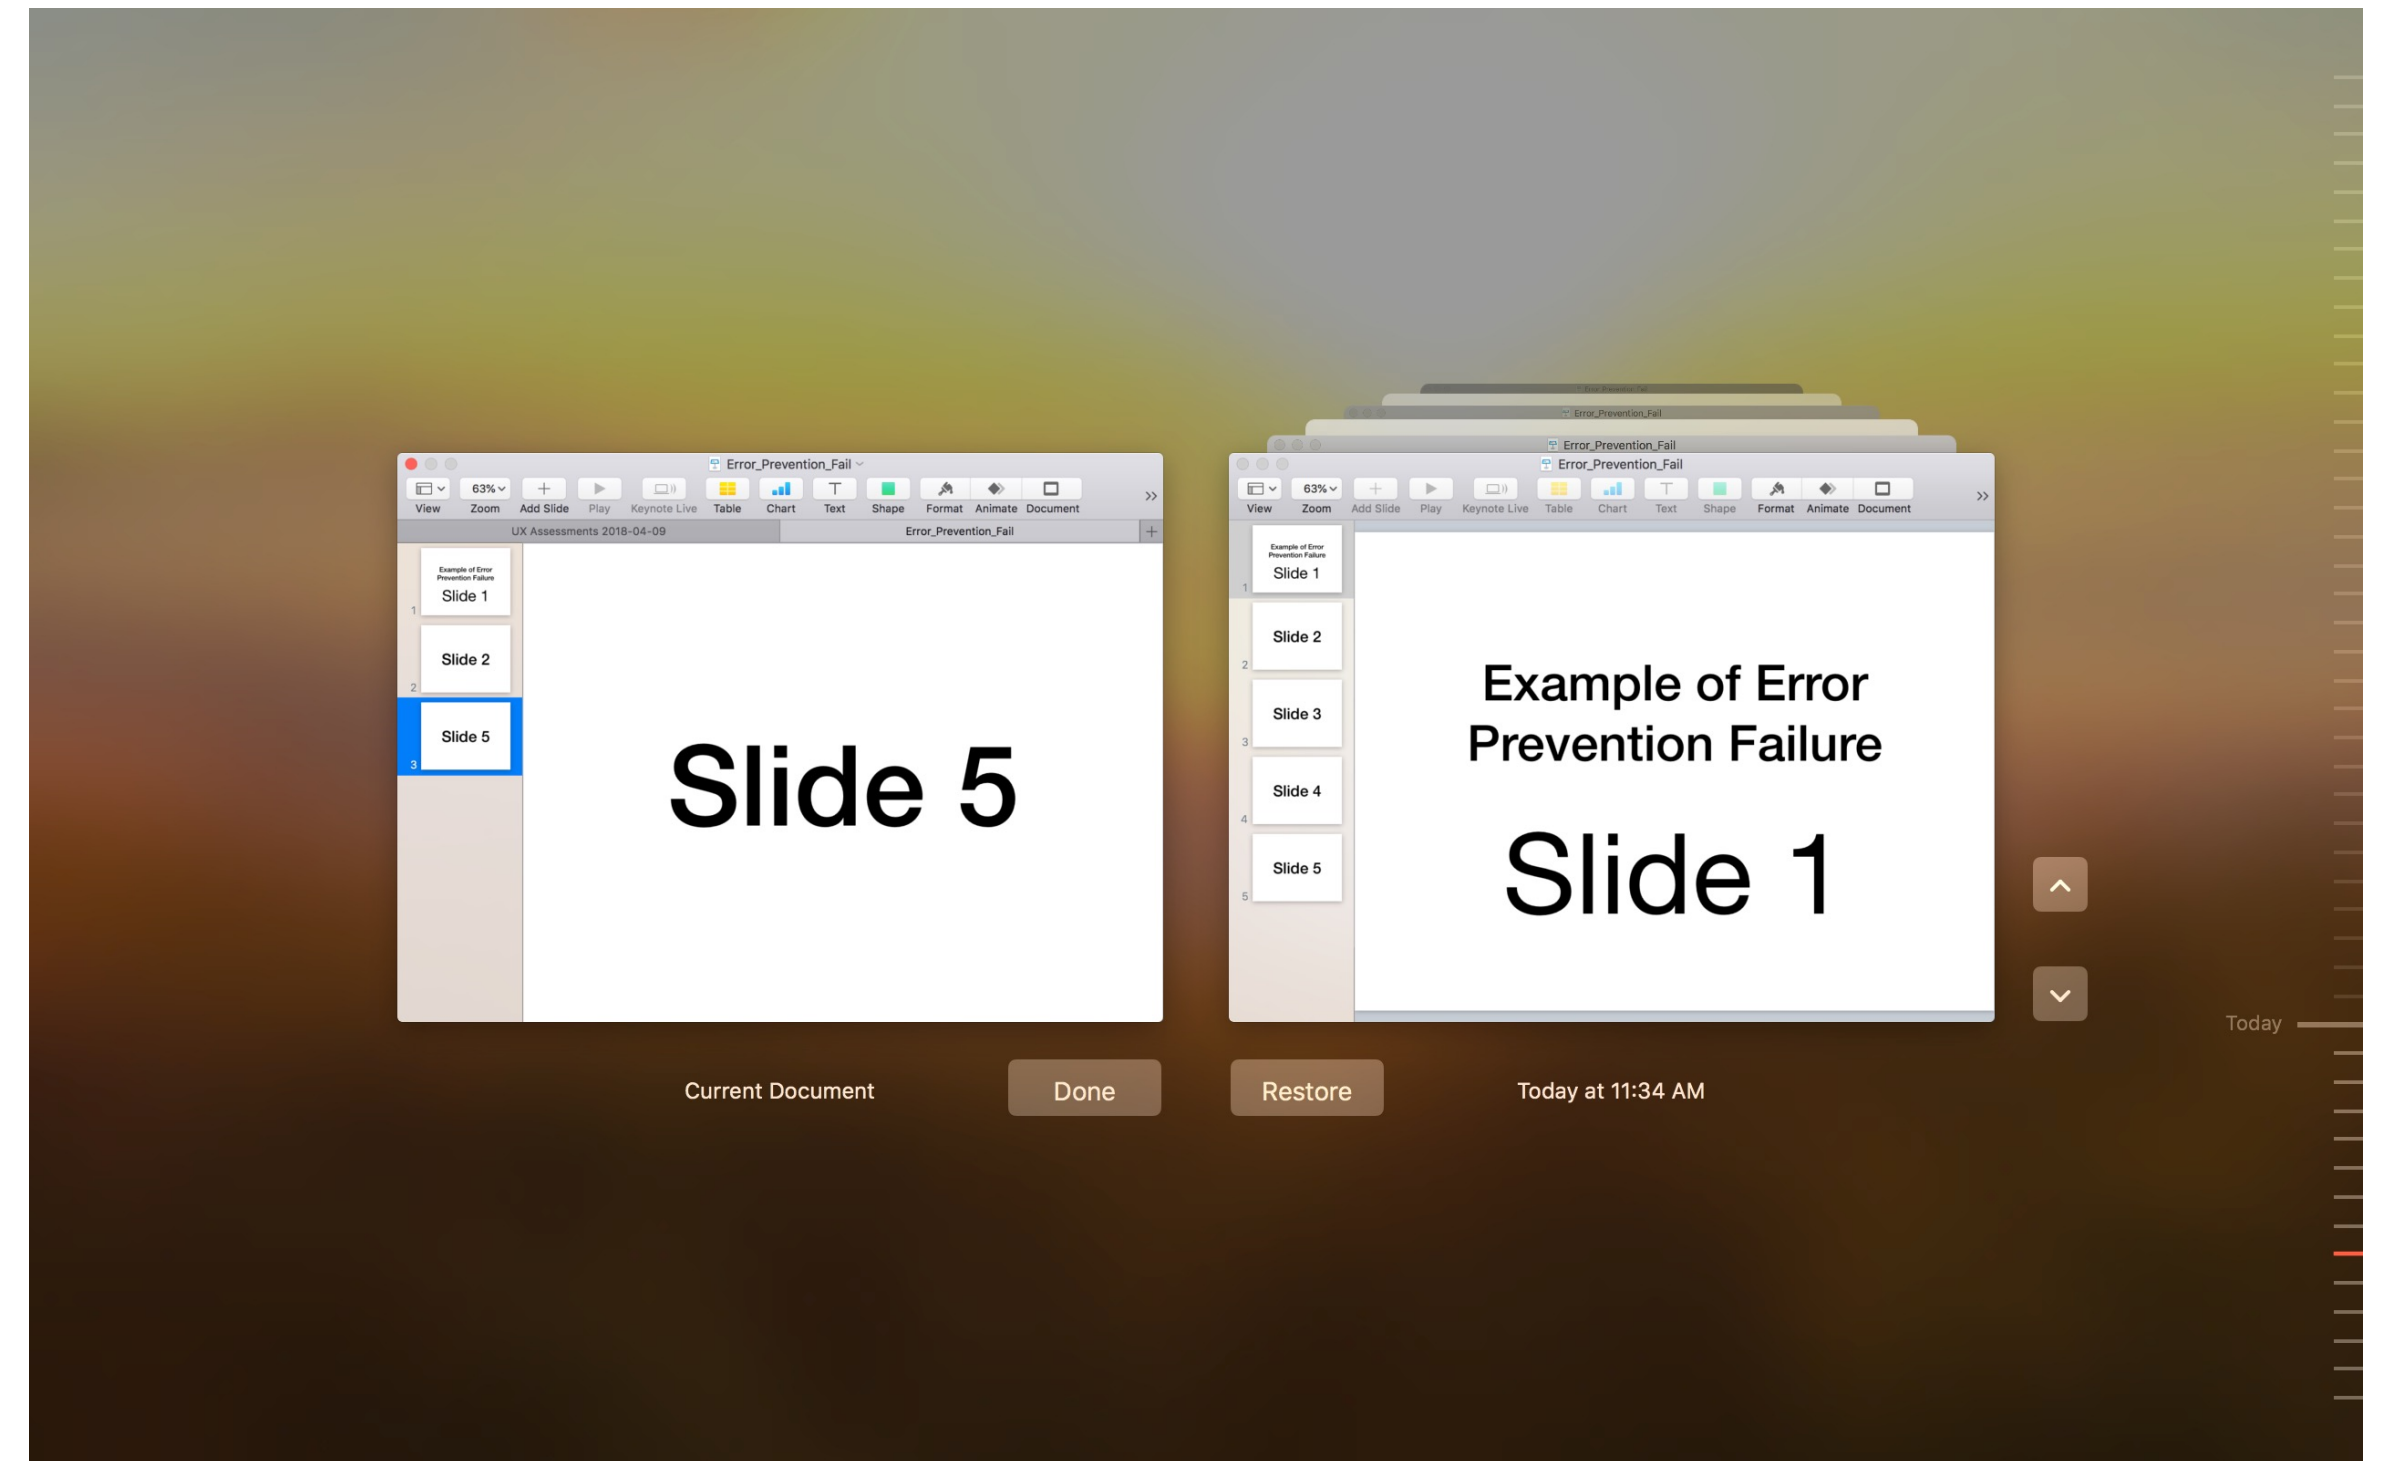 Error_Prevention_Fail
Error_Prevention_Fail
Error_Prevention_Fail
63%
View Zoom Add Slide Play Keynote Live Table Chart Text Shape Format Animate Document
UX Assessments 2018-04-09 Error_Prevention_Fail
Example of Error
Prevention Failure
Slide 1
1
Slide 2
2
Slide 5
3
Slide 5
Error_Prevention_Fail
63%
View Zoom Add Slide Play Keynote Live Table Chart Text Shape Format Animate Document
Example of Error
Prevention Failure
Slide 1
1
Slide 2
2
Slide 3
3
Slide 4
4
Slide 5
5
Example of Error
Prevention Failure
Slide 1
Today
Current Document Done Restore Today at 11:34 AM